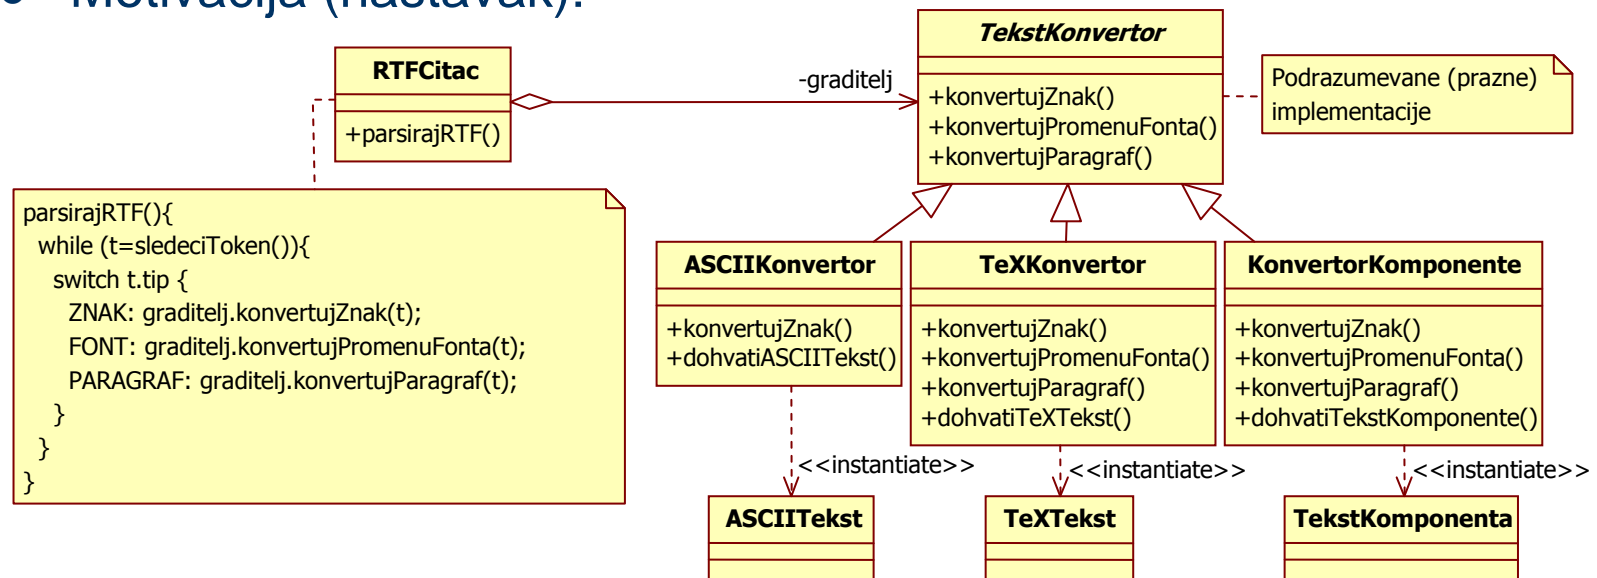 Motivacija (nastavak):
RTFCitac
+parsirajRTF()
-graditelj
TekstKonvertor
+konvertujZnak()
+konvertujPromenuFonta()
+konvertujParagraf()
Podrazumevane (prazne)
implementacije
parsirajRTF(){
while (t=sledeciToken()){
switch t.tip {
ZNAK: graditelj.konvertujZnak(t);
FONT: graditelj.konvertujPromenuFonta(t);
PARAGRAF: graditelj.konvertujParagraf(t);
}
}
}
ASCIIKonvertor
+konvertujZnak()
+dohvatiASCIITekst()
TeXKonvertor
+konvertujZnak()
+konvertujPromenuFonta()
+konvertujParagraf()
+dohvatiTeXTekst()
KonvertorKomponente
+konvertujZnak()
+konvertujPromenuFonta()
+konvertujParagraf()
+dohvatiTekstKomponente()
<<instantiate>>
<<instantiate>>
<<instantiate>>
ASCIITekst
TeXTekst
TekstKomponenta